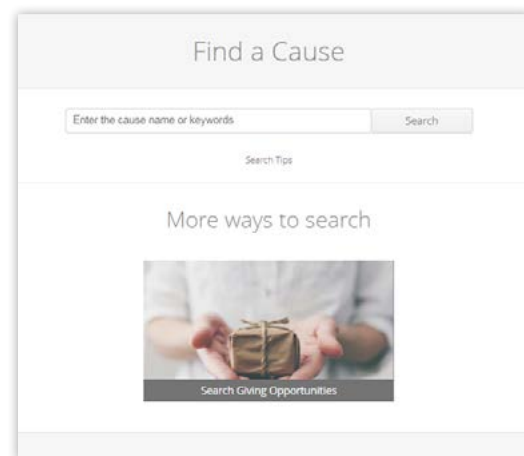 Find a Cause
Enter the cause name or keywords
Search
Search Tips
More ways to search
Search Giving Opportunities